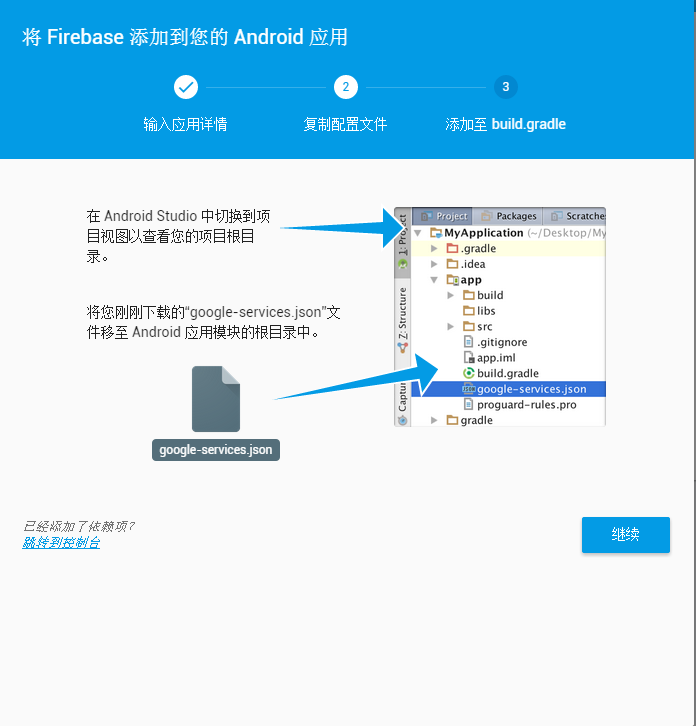 将 Firebase 添加到您的 Android 应用
2
3
输入应用详情
复制配置文件
添加至 build.gradle
在 Android Studio 中切换到项
目视图以查看您的项目根目
录。
将您刚刚下载的“google-services.json”文
件移至 Android 应用模块的根目录中。
google-services.json
1: Project
Z: Structure
Captur
Project
Packages
Scratches
MyApplication (~/Desktop/My
.gradle
.idea
app
build
libs
src
.gitignore
app.iml
build.gradle
google-services.json
proguard-rules.pro
gradle
已经添加了依赖项？
跳转到控制台
继续